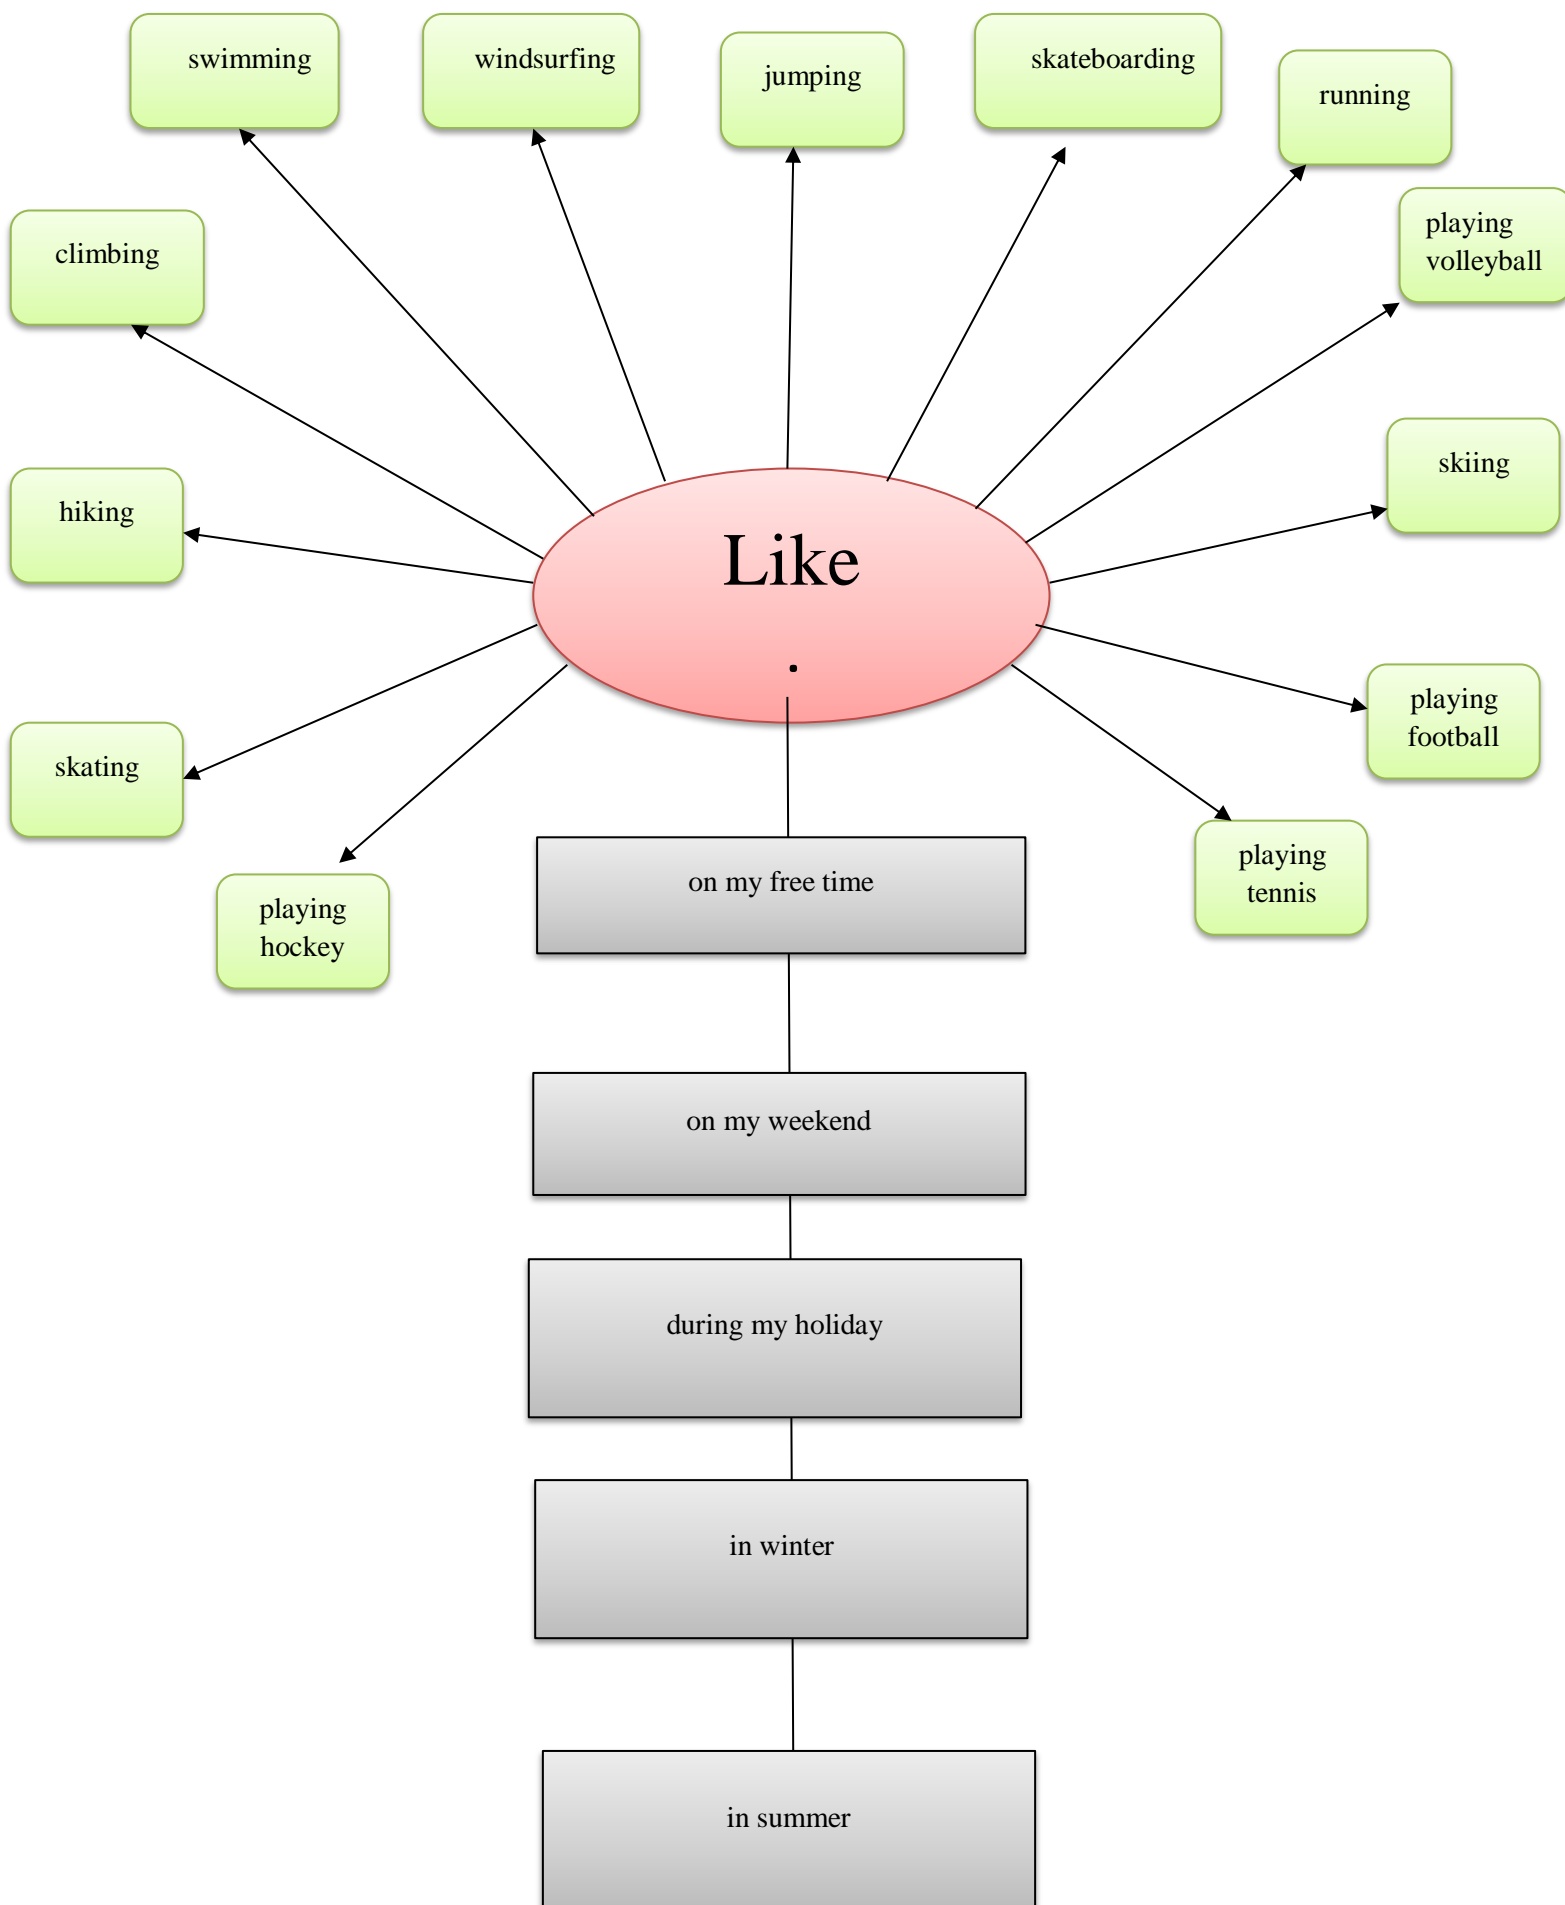 swimming
windsurfing
jumping
skateboarding
running
playing
volleyball
climbing
skiing
hiking
Like
.
playing
football
skating
playing
tennis
on my free time
playing
hockey
on my weekend
during my holiday
in winter
in summer